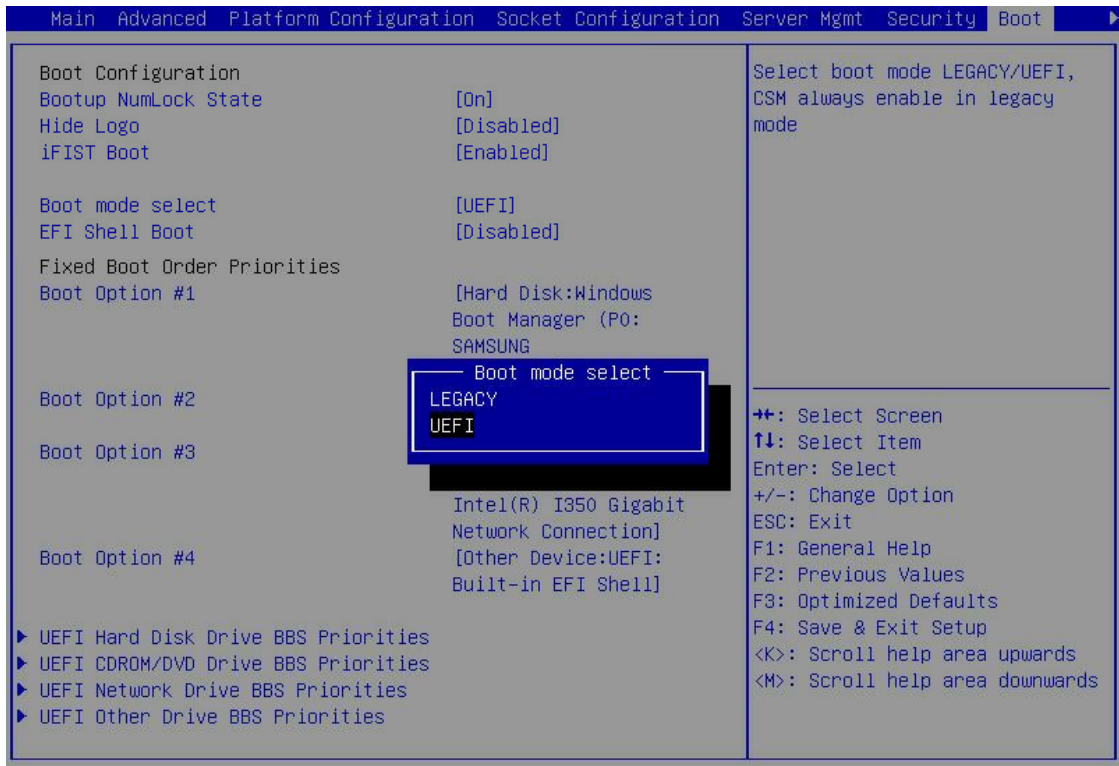 Main Advanced Platform Configuration Socket Configuration Server Mgmt Security Boot
Boot Configuration
Bootup NumLock State [On]
Hide Logo [Disabled]
iFIST Boot [Enabled]
Boot mode select [UEFI]
EFI Shell Boot [Disabled]
Fixed Boot Order Priorities
Boot Option #1 [Hard Disk:Windows
Boot Manager (P0:
SAMSUNG
Boot mode select
LEGACY
UEFI
Boot Option #2
Boot Option #3
Intel(R) I350 Gigabit
Network Connection]
Boot Option #4 [Other Device:UEFI:
Built-in EFI Shell]
UEFI Hard Disk Drive BBS Priorities
UEFI CDROM/DVD Drive BBS Priorities
UEFI Network Drive BBS Priorities
UEFI Other Drive BBS Priorities
Select boot mode LEGACY/UEFI,
CSM always enable in legacy
mode
→←: Select Screen
↑↓: Select Item
Enter: Select
+/-: Change Option
ESC: Exit
F1: General Help
F2: Previous Values
F3: Optimized Defaults
F4: Save & Exit Setup
<K>: Scroll help area upwards
<M>: Scroll help area downwards